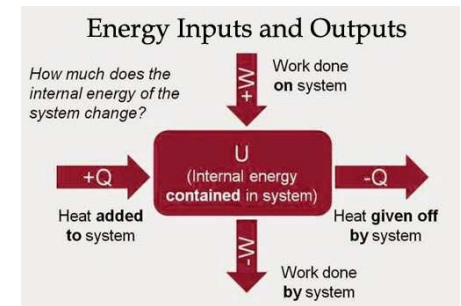 Energy Inputs and Outputs
How much does the
internal energy of the
system change?
+W
Work done
on system
U
(Internal energy
contained in system)
+Q
-Q
Heat added
to system
Heat given off
by system
-W
Work done
by system